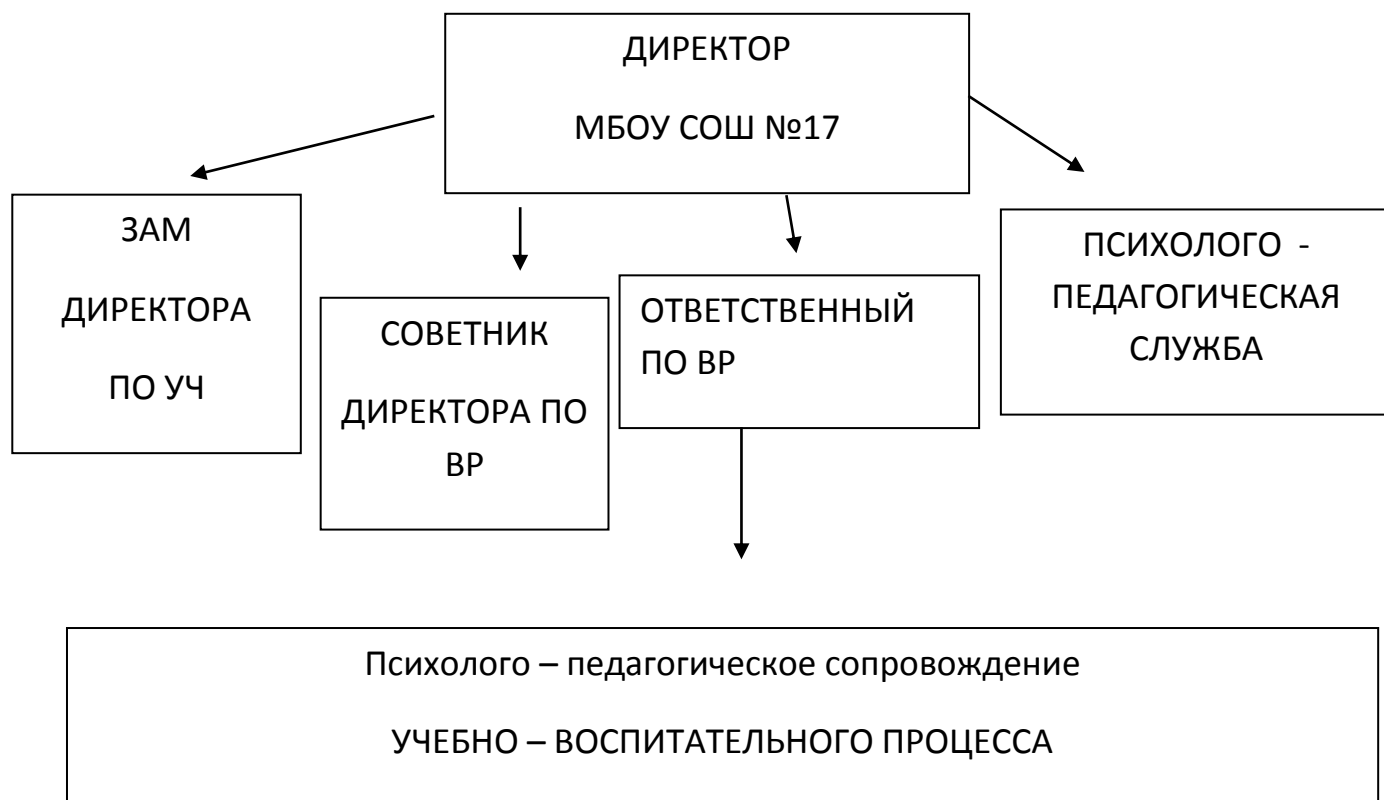 ДИРЕКТОР
МБОУ СОШ №17
ЗАМ
ДИРЕКТОРА
ПО УЧ
СОВЕТНИК
ДИРЕКТОРА ПО
ВР
ОТВЕТСТВЕННЫЙ
ПО ВР
ПСИХОЛОГО -
ПЕДАГОГИЧЕСКАЯ
СЛУЖБА
Психолого – педагогическое сопровождение
УЧЕБНО – ВОСПИТАТЕЛЬНОГО ПРОЦЕССА